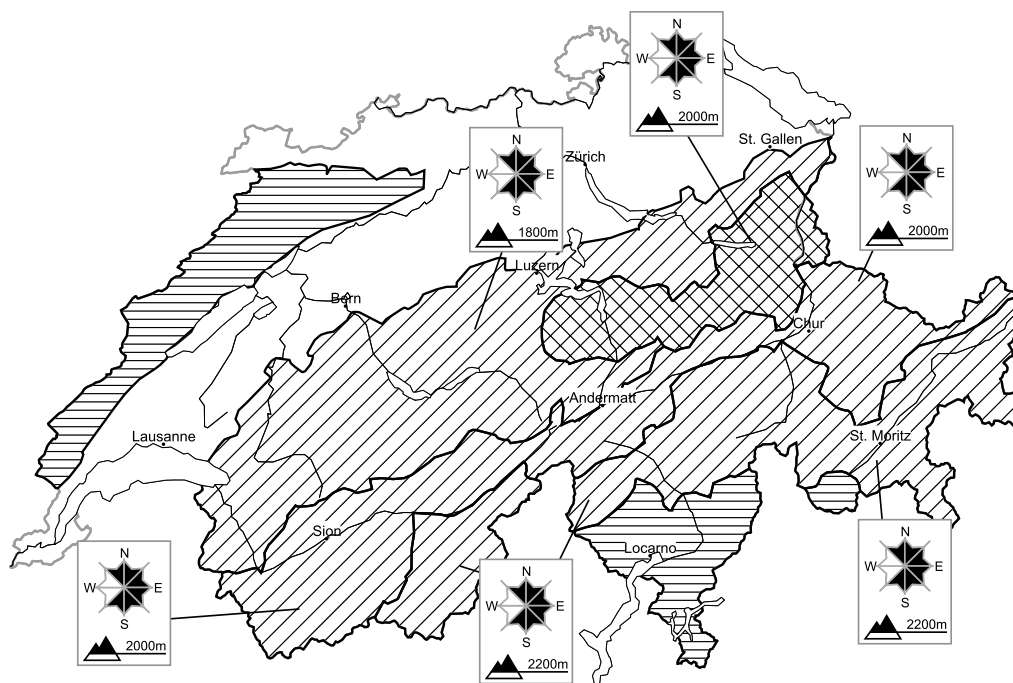 N
W E
S
2000m
St. Gallen
N
W E
S
1800m
Zürich
N
W E
S
2000m
Luzern
Bern
Chur
Andermatt
Lausanne
St. Moritz
Sion
Locarno
N
W E
S
2000m
N
W E
S
2200m
N
W E
S
2200m